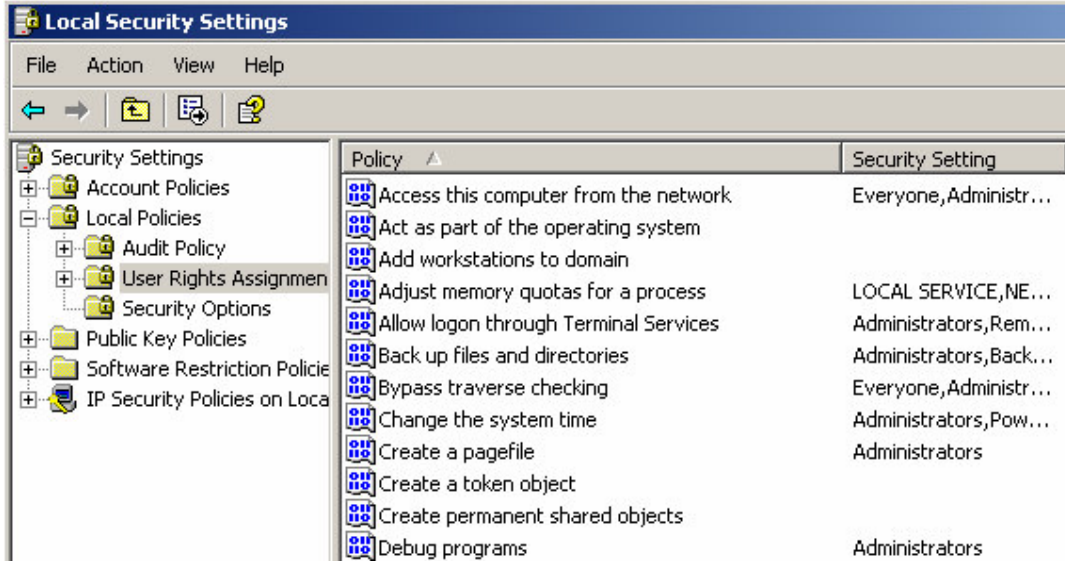 Local Security Settings
File Action View Help
Security Settings
Account Policies
Local Policies
Audit Policy
User Rights Assignmen
Security Options
Public Key Policies
Software Restriction Policie
IP Security Policies on Loca
Policy Security Setting
Access this computer from the network Everyone,Administr...
Act as part of the operating system
Add workstations to domain
Adjust memory quotas for a process LOCAL SERVICE,NE...
Allow logon through Terminal Services Administrators,Rem...
Back up files and directories Administrators,Back...
Bypass traverse checking Everyone,Administr...
Change the system time Administrators,Pow...
Create a pagefile Administrators
Create a token object
Create permanent shared objects
Debug programs Administrators